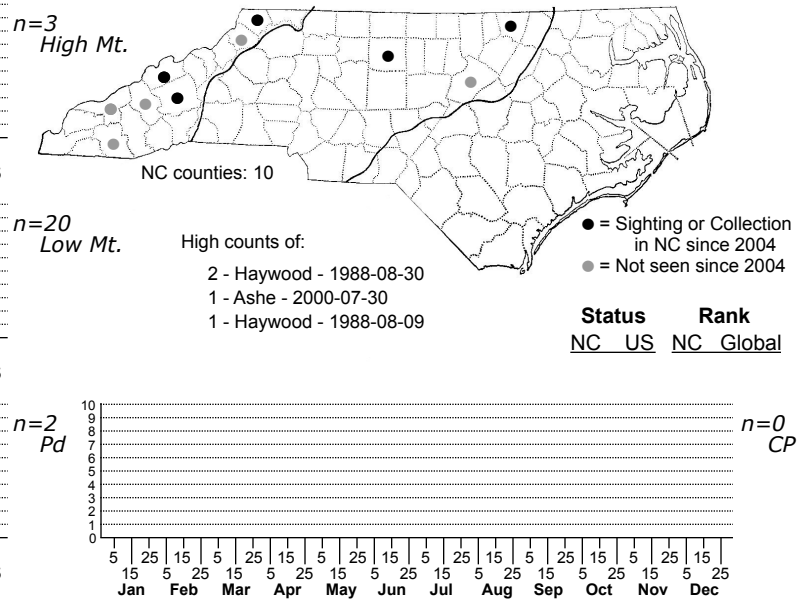 n=3
High Mt.
NC counties: 10
n=20
Low Mt.
High counts of:
2 - Haywood - 1988-08-30
1 - Ashe - 2000-07-30
1 - Haywood - 1988-08-09
● = Sighting or Collection
in NC since 2004
● = Not seen since 2004
Status Rank
NC US NC Global
n=2
Pd
n=0
CP
10
9
8
7
6
5
4
3
2
1
0
5 25 15 5 25 15 5 25 15 5 25 15 5 25 15 5 25 15
15 5 25 15 5 25 15 5 25 15 5 25 15 5 25 15 5 25
Jan Feb Mar Apr May Jun Jul Aug Sep Oct Nov Dec